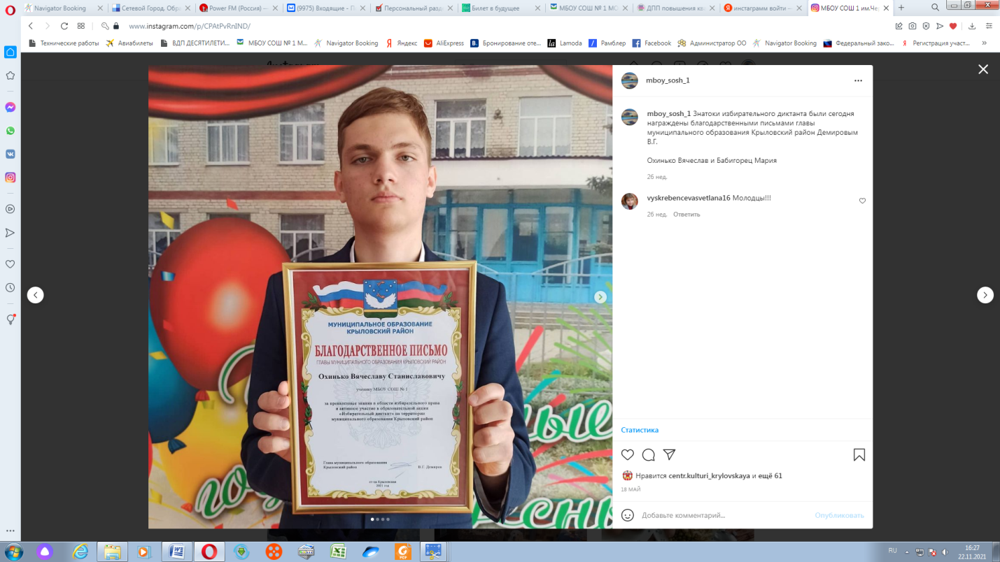 Navigator Booking
Сетевой Город. Обра
Power FM (Россия) —
(9975) Входящие - П
Персональный разд
Билет в будущее
МБОУ СОШ № 1 МО
ДПП повышения кв
инстаграмм войти —
МБОУ СОШ 1 им.Чер
www.instagram.com/p/CPAtPvRnIND/
Технические работы
Авиабилеты
ВДП ДЕСЯТИЛЕТИ...
МБОУ СОШ № 1 М...
Navigator Booking
Яндекс
AliExpress
Бронирование оте...
Lamoda
Рамблер
Facebook
Администратор ОО
Navigator Booking
Федеральный зако...
Регистрация участ...
МУНИЦИПАЛЬНОЕ ОБРАЗОВАНИЕ
КРЫЛОВСКИЙ РАЙОН
БЛАГОДАРСТВЕННОЕ ПИСЬМО
ГЛАВЫ МУНИЦИПАЛЬНОГО ОБРАЗОВАНИЯ КРЫЛОВСКИЙ РАЙОН
Охинько Вячеславу Станиславовичу
ученику МБОУ СОШ № 1
за проявленные знания в области избирательного права
и активное участие в образовательной акции
«Избирательный диктант» на территории
муниципального образования Крыловский район
Глава муниципального образования
Крыловский район
В.Г. Демиров
ст-ца Крыловская
2021 год
mboy_sosh_1
mboy_sosh_1 Знатоки избирательного диктанта были сегодня
награждены благодарственными письмами главы
муниципального образования Крыловский район Демировым
В.Г.
Охинько Вячеслав и Бабигорец Мария
26 нед.
vyskrebencevasvetlana16 Молодцы!!!
26 нед. Ответить
Статистика
Нравится centr.kulturi_krylovskaya и ещё 61
18 МАЙ
Добавьте комментарий...
Опубликовать
RU
16:27
22.11.2021